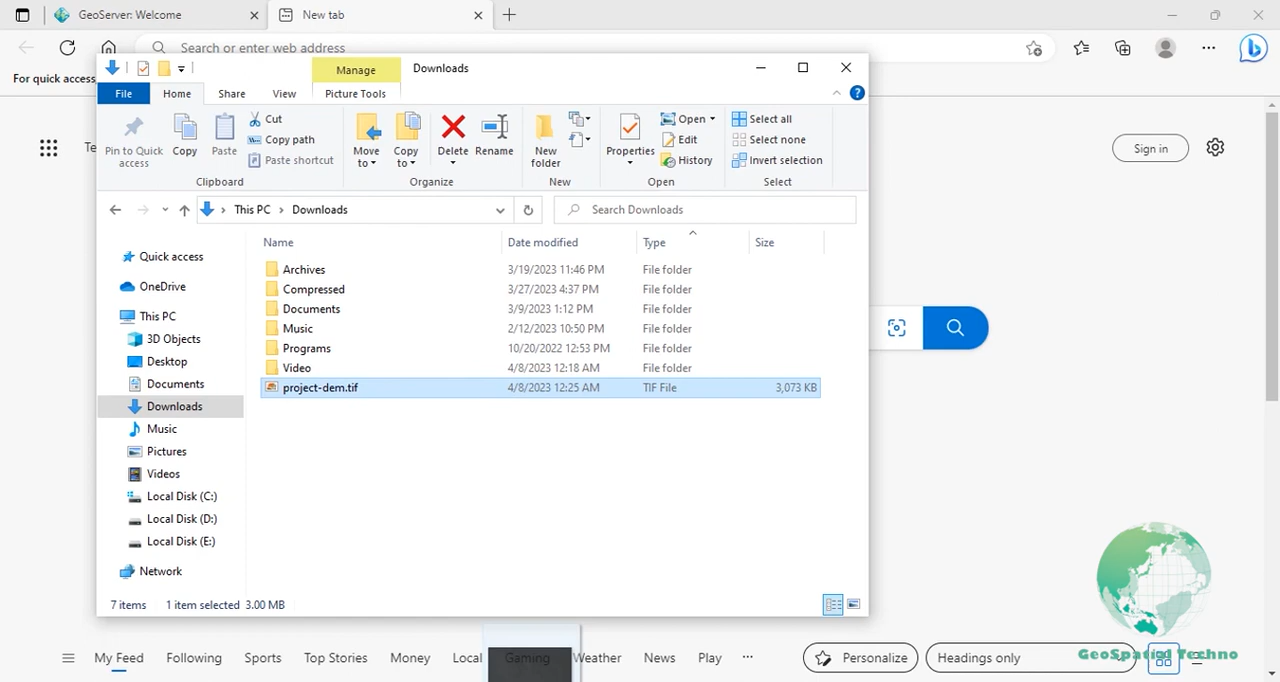 GeoServer: Welcome
New tab
Search or enter web address
For quick access
Manage
Downloads
File
Home
Share
View
Picture Tools
Pin to Quick access
Copy
Paste
Cut
Copy path
Paste shortcut
Clipboard
Move to
Copy to
Delete
Rename
Organize
New folder
New
Properties
Open
Edit
History
Open
Select all
Select none
Invert selection
Select
Te
Sign in
This PC
Downloads
Search Downloads
Name
Date modified
Type
Size
Archives 3/19/2023 11:46 PM File folder
Compressed 3/27/2023 4:37 PM File folder
Documents 3/9/2023 1:12 PM File folder
Music 2/12/2023 10:50 PM File folder
Programs 10/20/2022 12:53 PM File folder
Video 4/8/2023 12:18 AM File folder
project-dem.tif 4/8/2023 12:25 AM TIF File 3,073 KB
Quick access
OneDrive
This PC
3D Objects
Desktop
Documents
Downloads
Music
Pictures
Videos
Local Disk (C:)
Local Disk (D:)
Local Disk (E:)
Network
7 items 1 item selected 3.00 MB
My Feed Following Sports Top Stories Money Local Gaming Weather News Play
Personalize
Headings only
GeoSpatial Techno